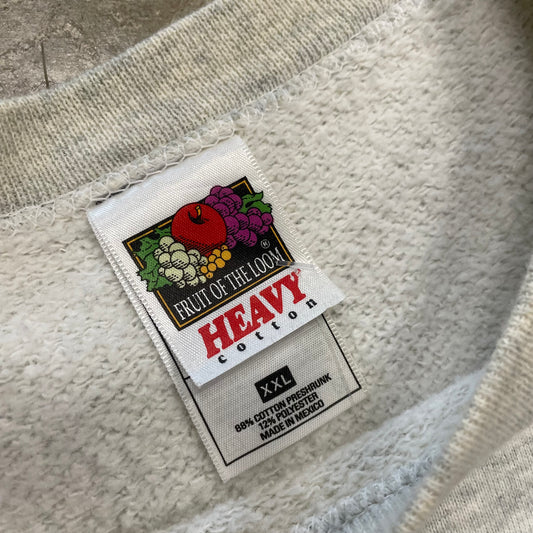 FRUIT OF THE LOOM ®
HEAVY
cotton
XXL
88% COTTON PRESHRUNK
12% POLYESTER
MADE IN MEXICO